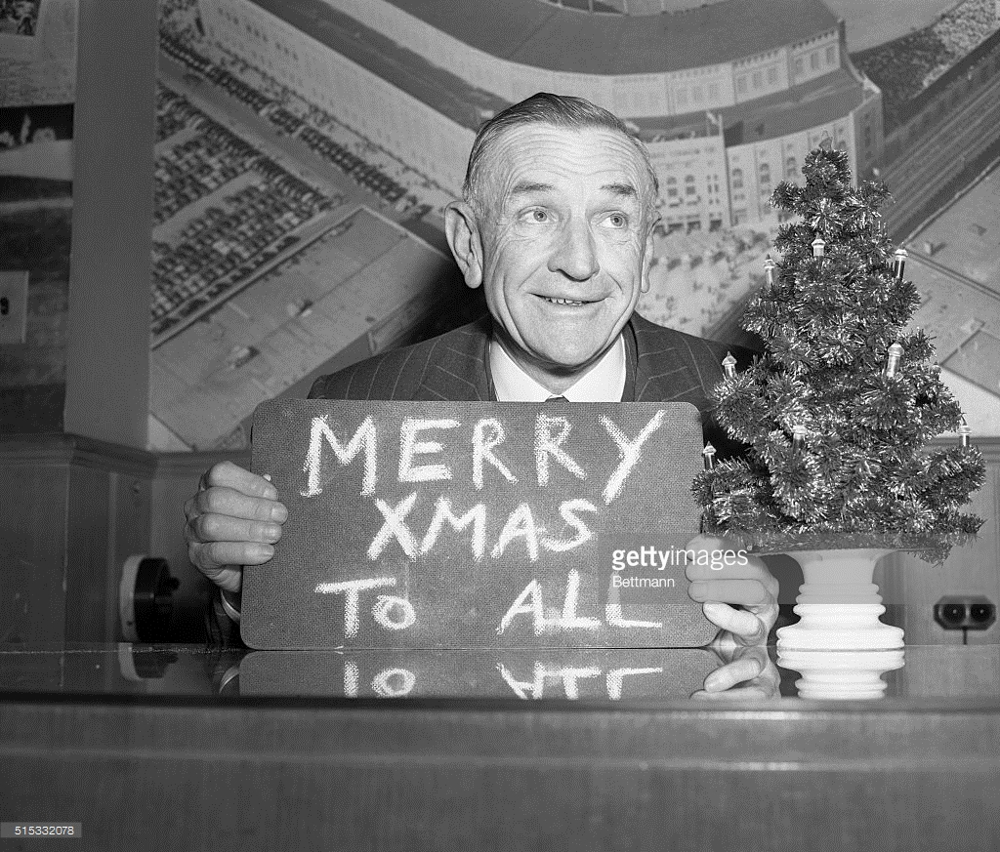 MERRY
XMAS
TO ALL
gettyimages
Bettmann
515332078